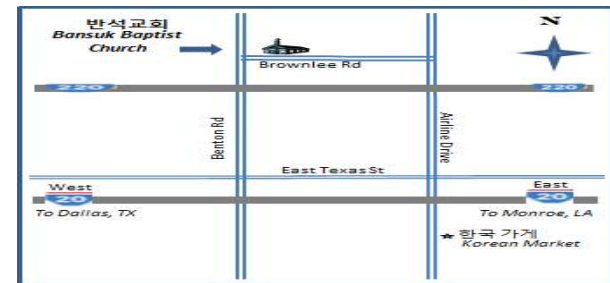 반석교회
Bansuk Baptist
Church
N
Brownlee Rd
220
220
Benton Rd
Airline Drive
East Texas St
West
20
To Dallas, TX
East
20
To Monroe, LA
한국 가게
Korean Market